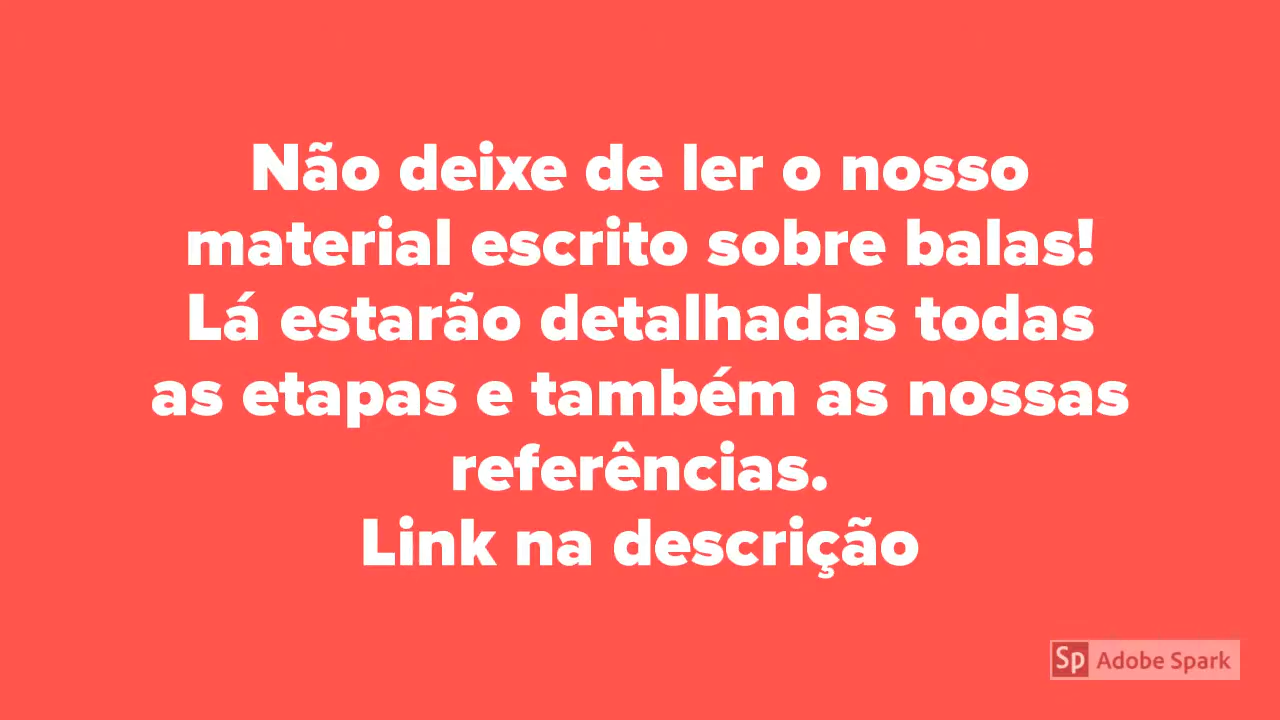 Não deixe de ler o nosso
material escrito sobre balas!
Lá estarão detalhadas todas
as etapas e também as nossas
referências.
Link na descrição
Sp Adobe Spark